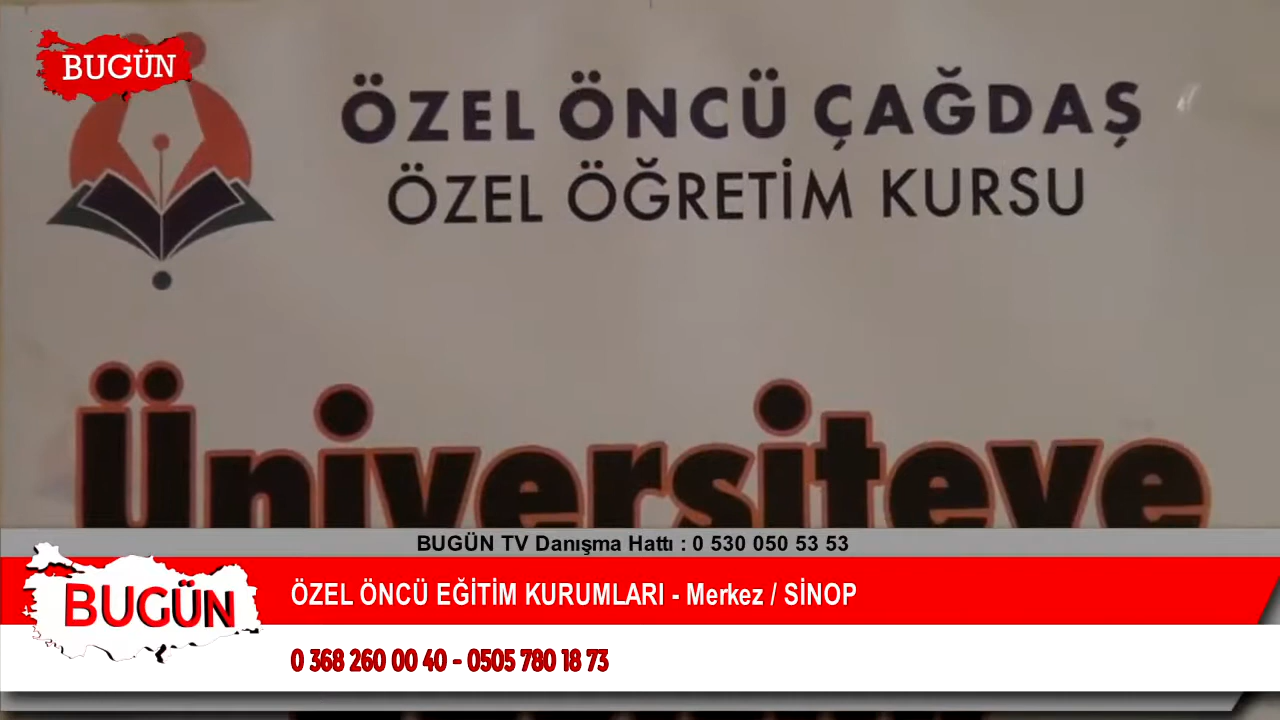 BUGÜN
ÖZEL ÖNCÜ ÇAĞDAŞ
ÖZEL ÖĞRETİM KURSU
Üniversiteye
BUGÜN TV Danışma Hattı : 0 530 050 53 53
BUGÜN
ÖZEL ÖNCÜ EĞİTİM KURUMLARI - Merkez / SİNOP
0 368 260 00 40 - 0505 780 18 73